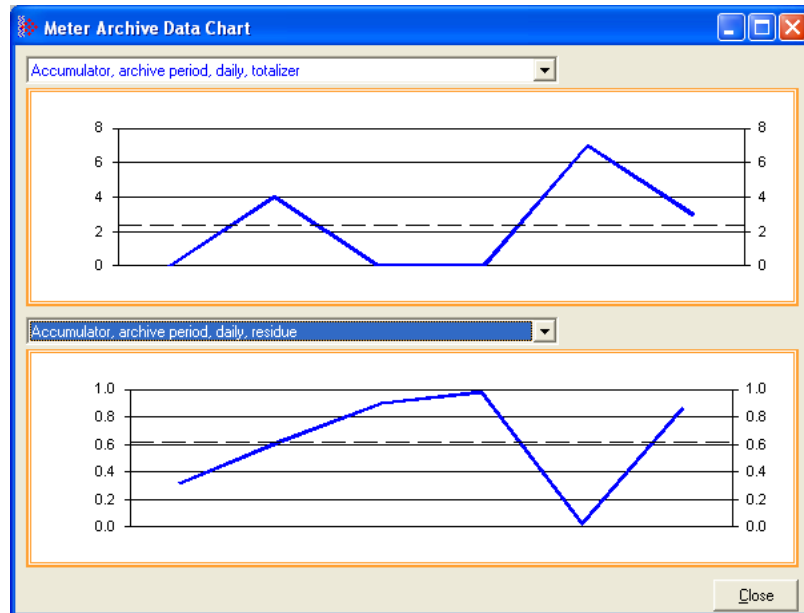 Meter Archive Data Chart
Accumulator, archive period, daily, totalizer
8 8
6 6
4 4
2 2
0 0
Accumulator, archive period, daily, residue
1.0 1.0
0.8 0.8
0.6 0.6
0.4 0.4
0.2 0.2
0.0 0.0
Close